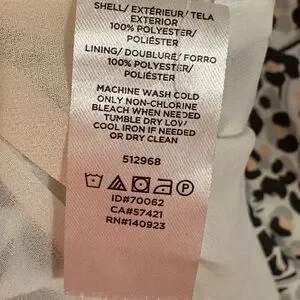 SHELL/ EXTÉRIEUR/ TELA
EXTERIOR
100% POLYESTER/
POLIÉSTER
LINING/ DOUBLURE/ FORRO
100% POLYESTER/
POLIÉSTER
MACHINE WASH COLD
ONLY NON-CHLORINE
BLEACH WHEN NEEDED
TUMBLE DRY LOW
COOL IRON IF NEEDED
OR DRY CLEAN
512968
P
ID#70062
CA#57421
RN#140923